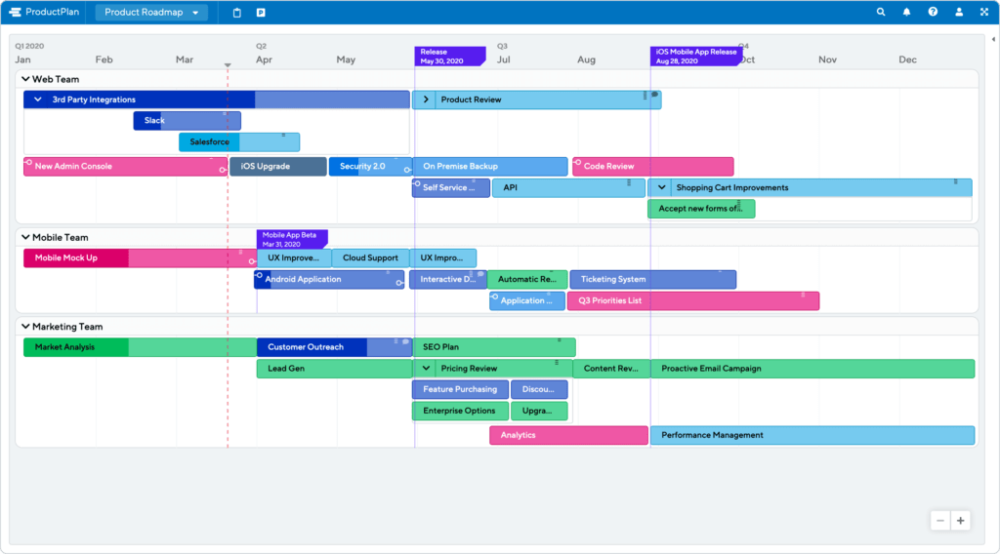 ProductPlan
Product Roadmap
Q1 2020
Q2
Q3
Q4
Jan
Feb
Mar
Apr
May
Release
May 30, 2020
Jul
Aug
iOS Mobile App Release
Aug 28, 2020
Oct
Nov
Dec
Web Team
3rd Party Integrations
Product Review
Slack
Salesforce
New Admin Console
iOS Upgrade
Security 2.0
On Premise Backup
Code Review
Self Service ...
API
Shopping Cart Improvements
Accept new forms of...
Mobile Team
Mobile App Beta
Mar 31, 2020
Mobile Mock Up
UX Improve...
Cloud Support
UX Impro...
Android Application
Interactive D...
Automatic Re...
Ticketing System
Application ...
Q3 Priorities List
Marketing Team
Market Analysis
Customer Outreach
SEO Plan
Lead Gen
Pricing Review
Content Rev...
Proactive Email Campaign
Feature Purchasing
Discou...
Enterprise Options
Upgra...
Analytics
Performance Management